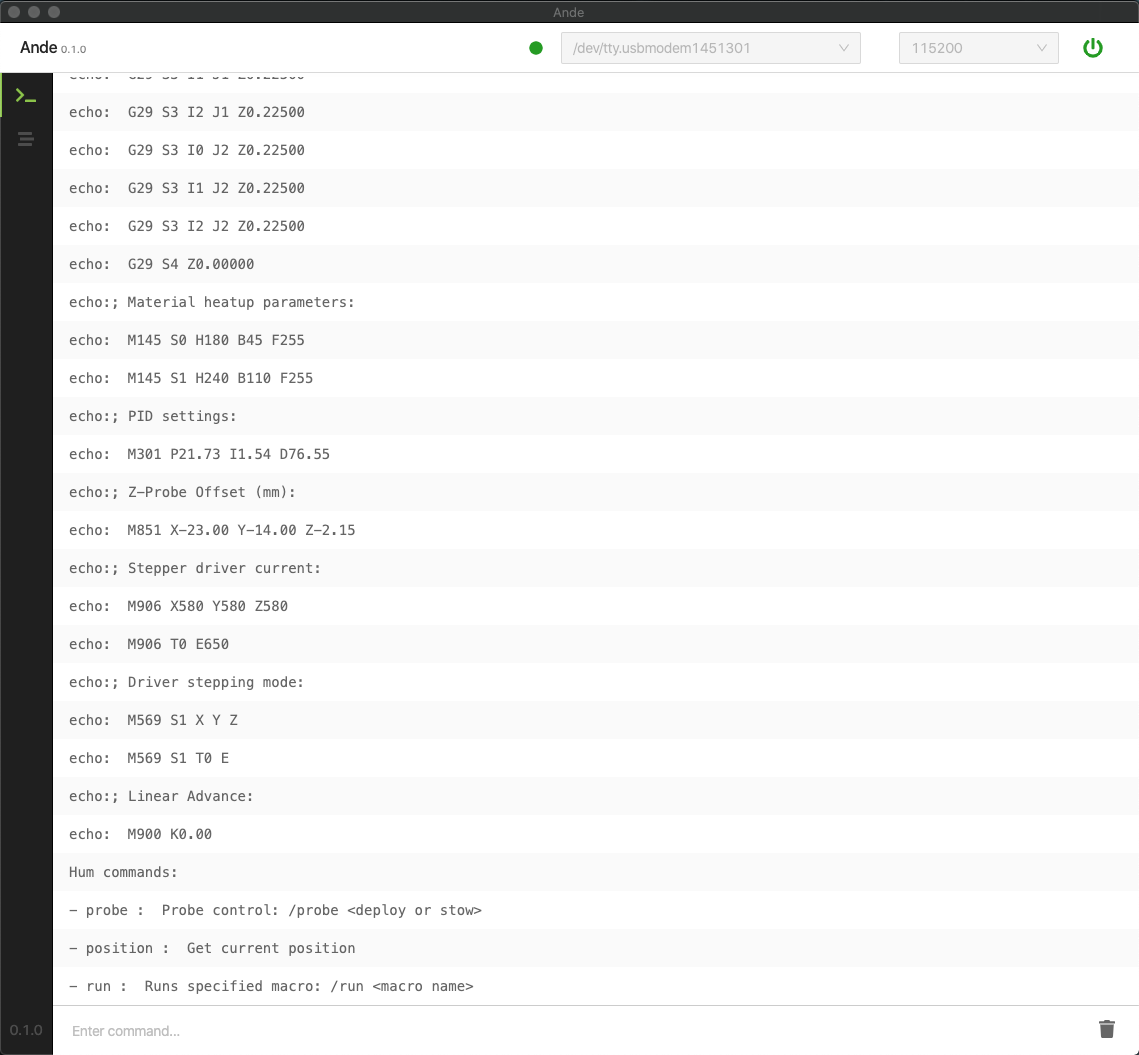 Ande
Ande 0.1.0
/dev/tty.usbmodem1451301
115200
echo:  G29 S3 I2 J1 Z0.22500
echo:  G29 S3 I0 J2 Z0.22500
echo:  G29 S3 I1 J2 Z0.22500
echo:  G29 S3 I2 J2 Z0.22500
echo:  G29 S4 Z0.00000
echo:; Material heatup parameters:
echo:  M145 S0 H180 B45 F255
echo:  M145 S1 H240 B110 F255
echo:; PID settings:
echo:  M301 P21.73 I1.54 D76.55
echo:; Z-Probe Offset (mm):
echo:  M851 X-23.00 Y-14.00 Z-2.15
echo:; Stepper driver current:
echo:  M906 X580 Y580 Z580
echo:  M906 T0 E650
echo:; Driver stepping mode:
echo:  M569 S1 X Y Z
echo:  M569 S1 T0 E
echo:; Linear Advance:
echo:  M900 K0.00
Hum commands:
- probe :  Probe control: /probe <deploy or stow>
- position :  Get current position
- run :  Runs specified macro: /run <macro name>
0.1.0
Enter command...